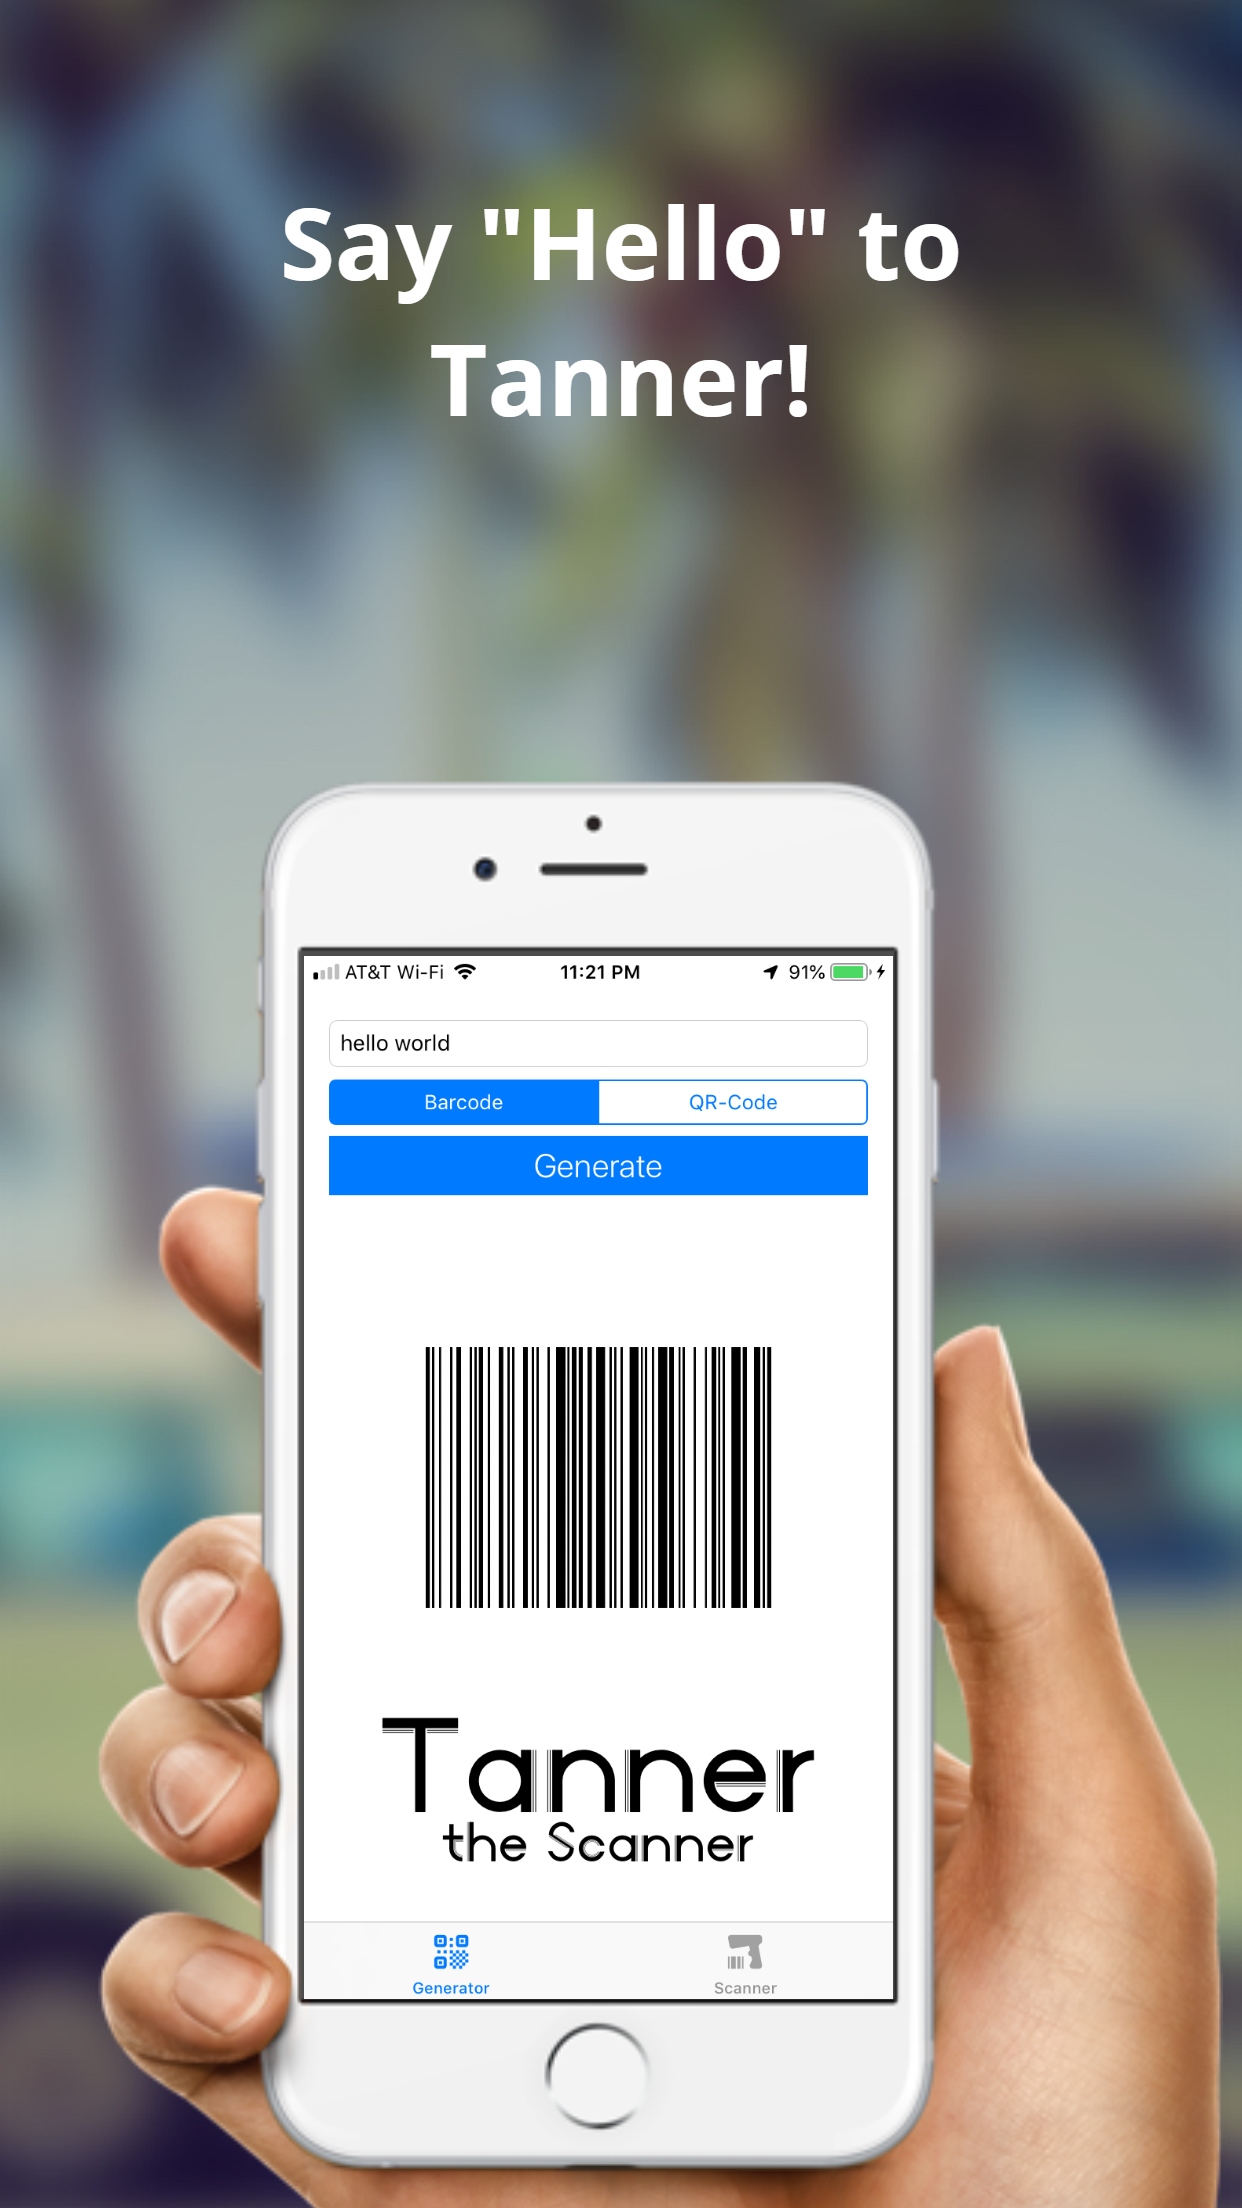 Say "Hello" to
Tanner!
AT&T Wi-Fi 11:21 PM 91%
hello world
Barcode QR-Code
Generate
Tanner
the Scanner
Generator Scanner